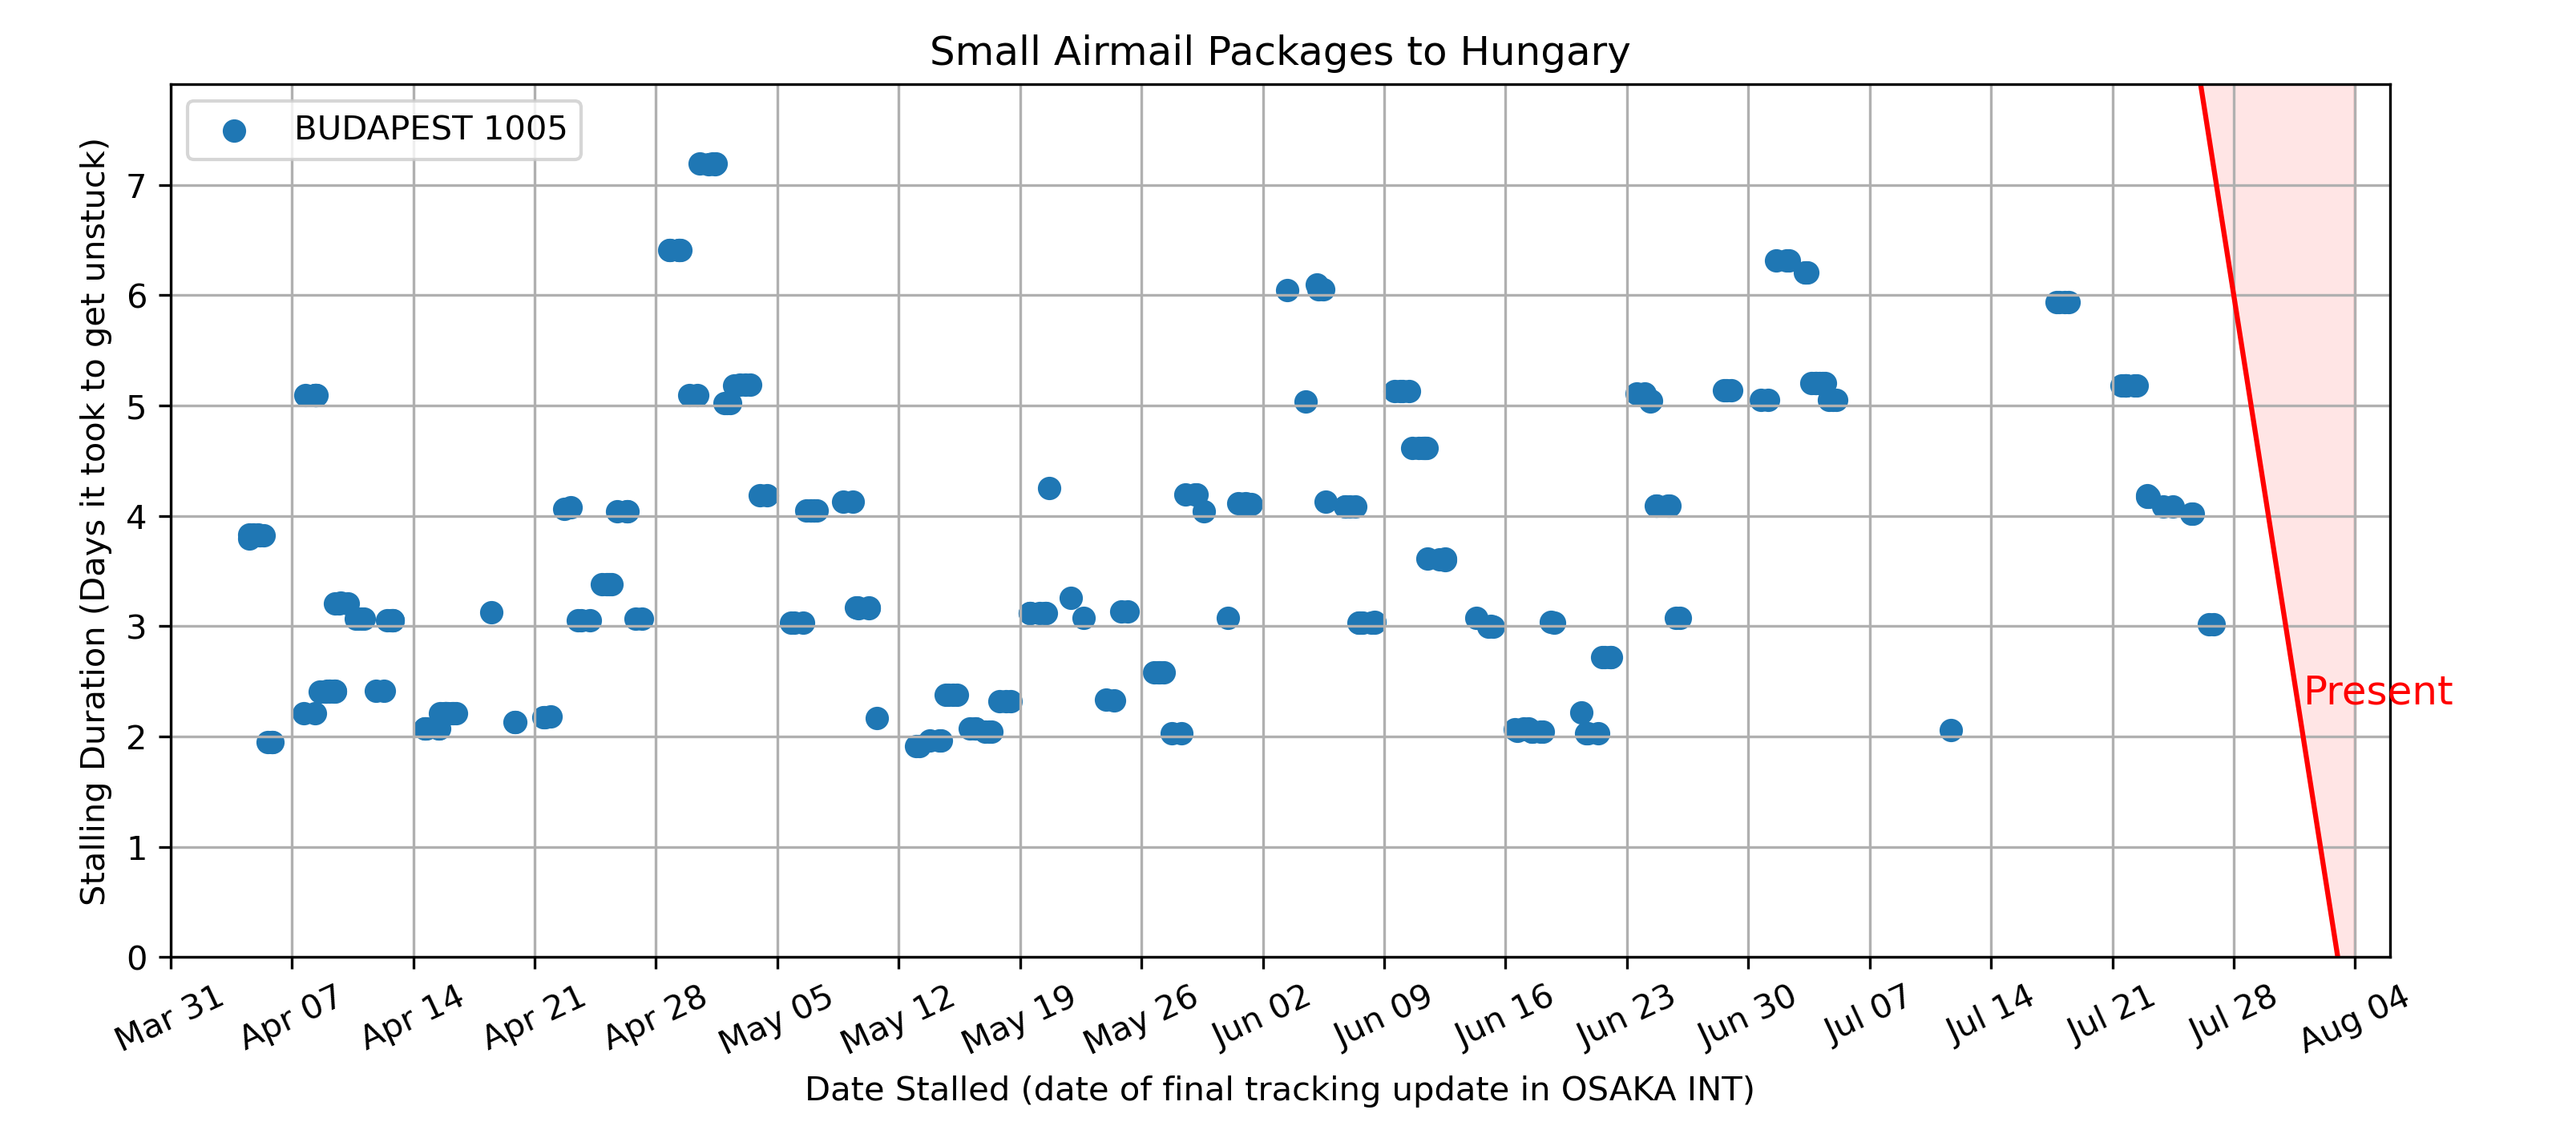 Small Airmail Packages to Hungary
BUDAPEST 1005
Stalling Duration (Days it took to get unstuck)
7
6
5
4
3
2
1
0
Present
Mar 31
Apr 07
Apr 14
Apr 21
Apr 28
May 05
May 12
May 19
May 26
Jun 02
Jun 09
Jun 16
Jun 23
Jun 30
Jul 07
Jul 14
Jul 21
Jul 28
Aug 04
Date Stalled (date of final tracking update in OSAKA INT)